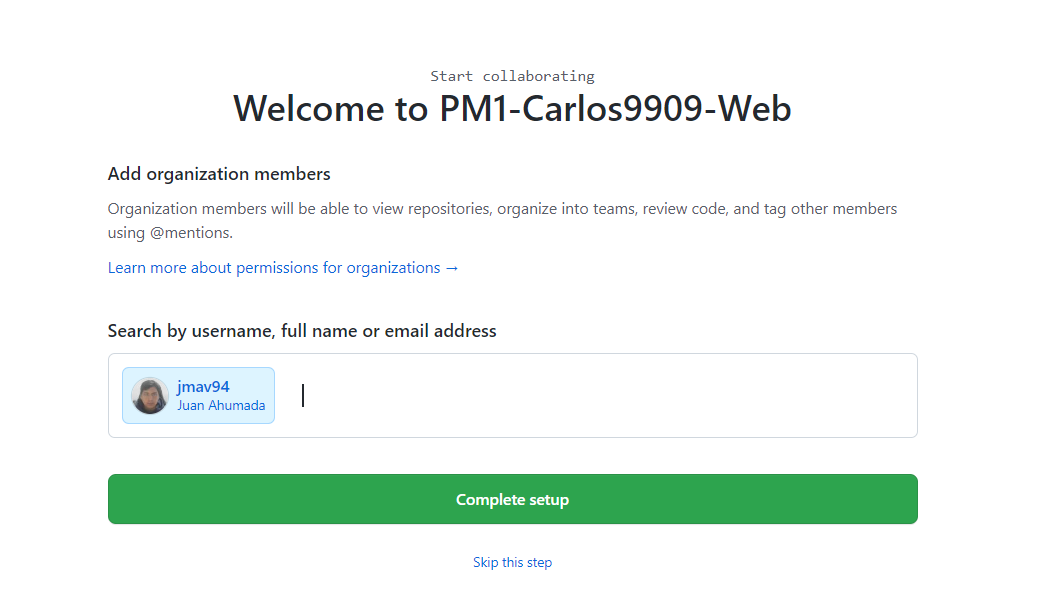 Start collaborating
Welcome to PM1-Carlos9909-Web
Add organization members
Organization members will be able to view repositories, organize into teams, review code, and tag other members
using @mentions.
Learn more about permissions for organizations →
Search by username, full name or email address
jmav94
Juan Ahumada
Complete setup
Skip this step